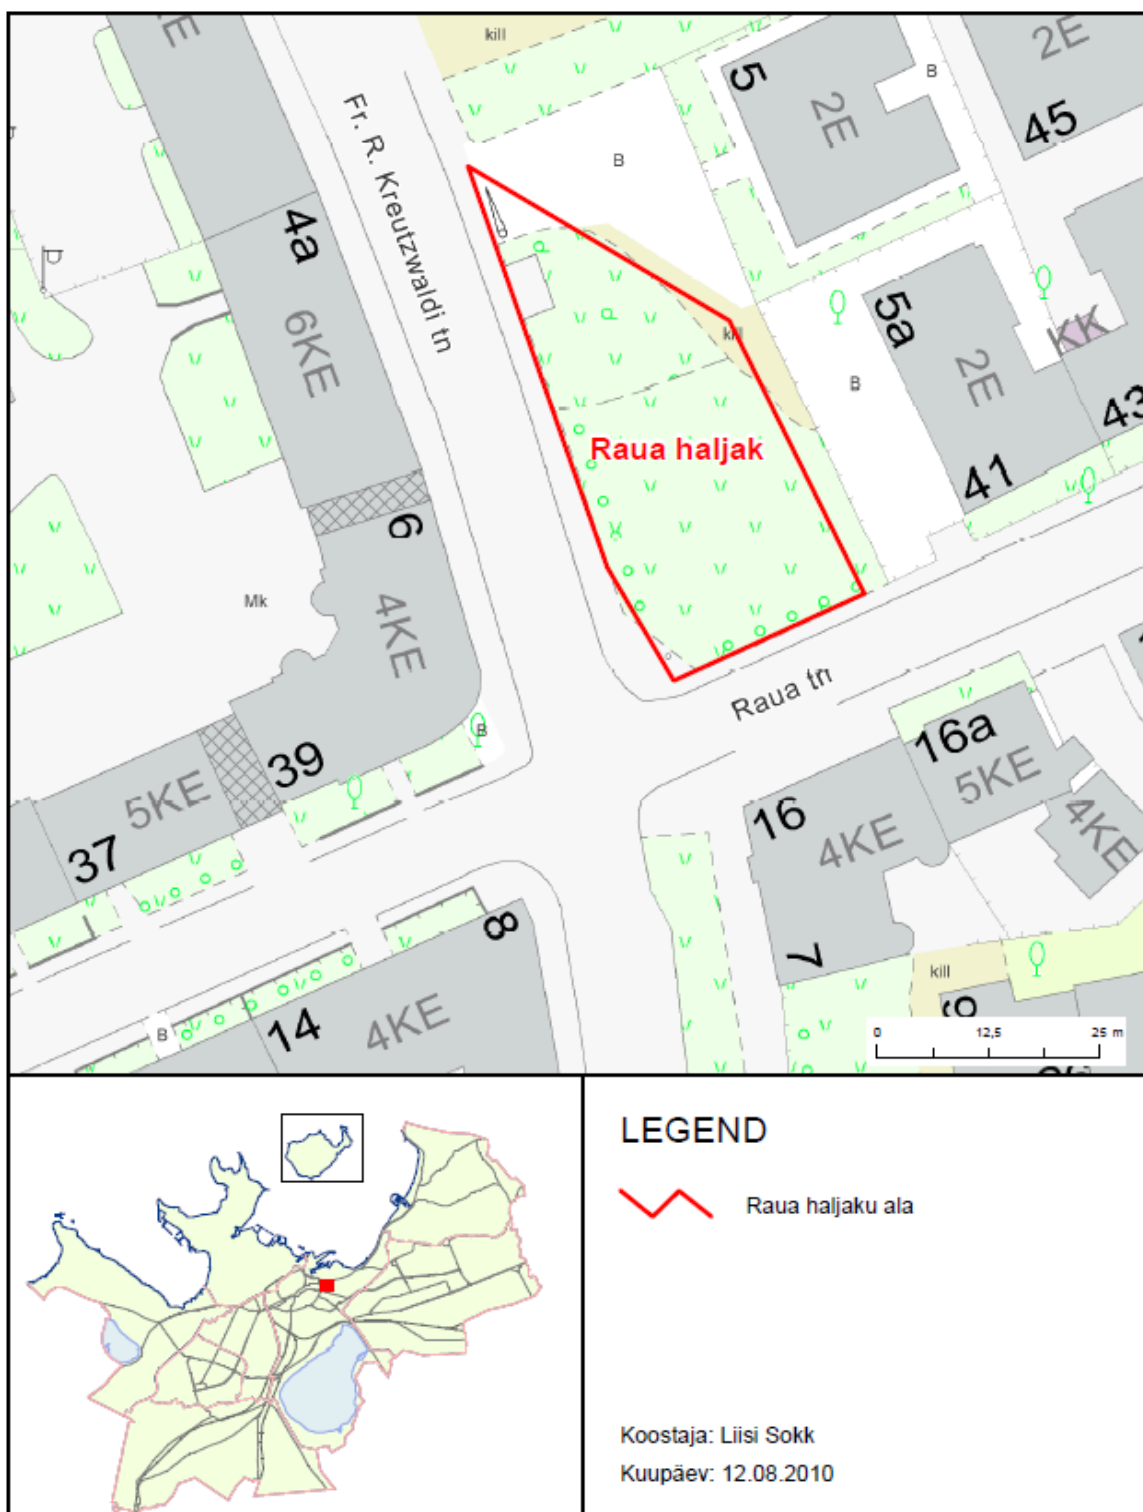 KE
kill
2E
45
5
2E
B
B
Fr. R. Kreutzwaldi tn
4a
6KE
5a
2E
B
KK
43
41
kill
Raua haljak
6
4KE
Mk
B
39
5KE
37
Raua tn
16a
5KE
16
4KE
4KE
7
8
14
4KE
B
kill
9
0 12,5 25 m
LEGEND
Raua haljaku ala
Koostaja: Liisi Sokk
Kuupäev: 12.08.2010